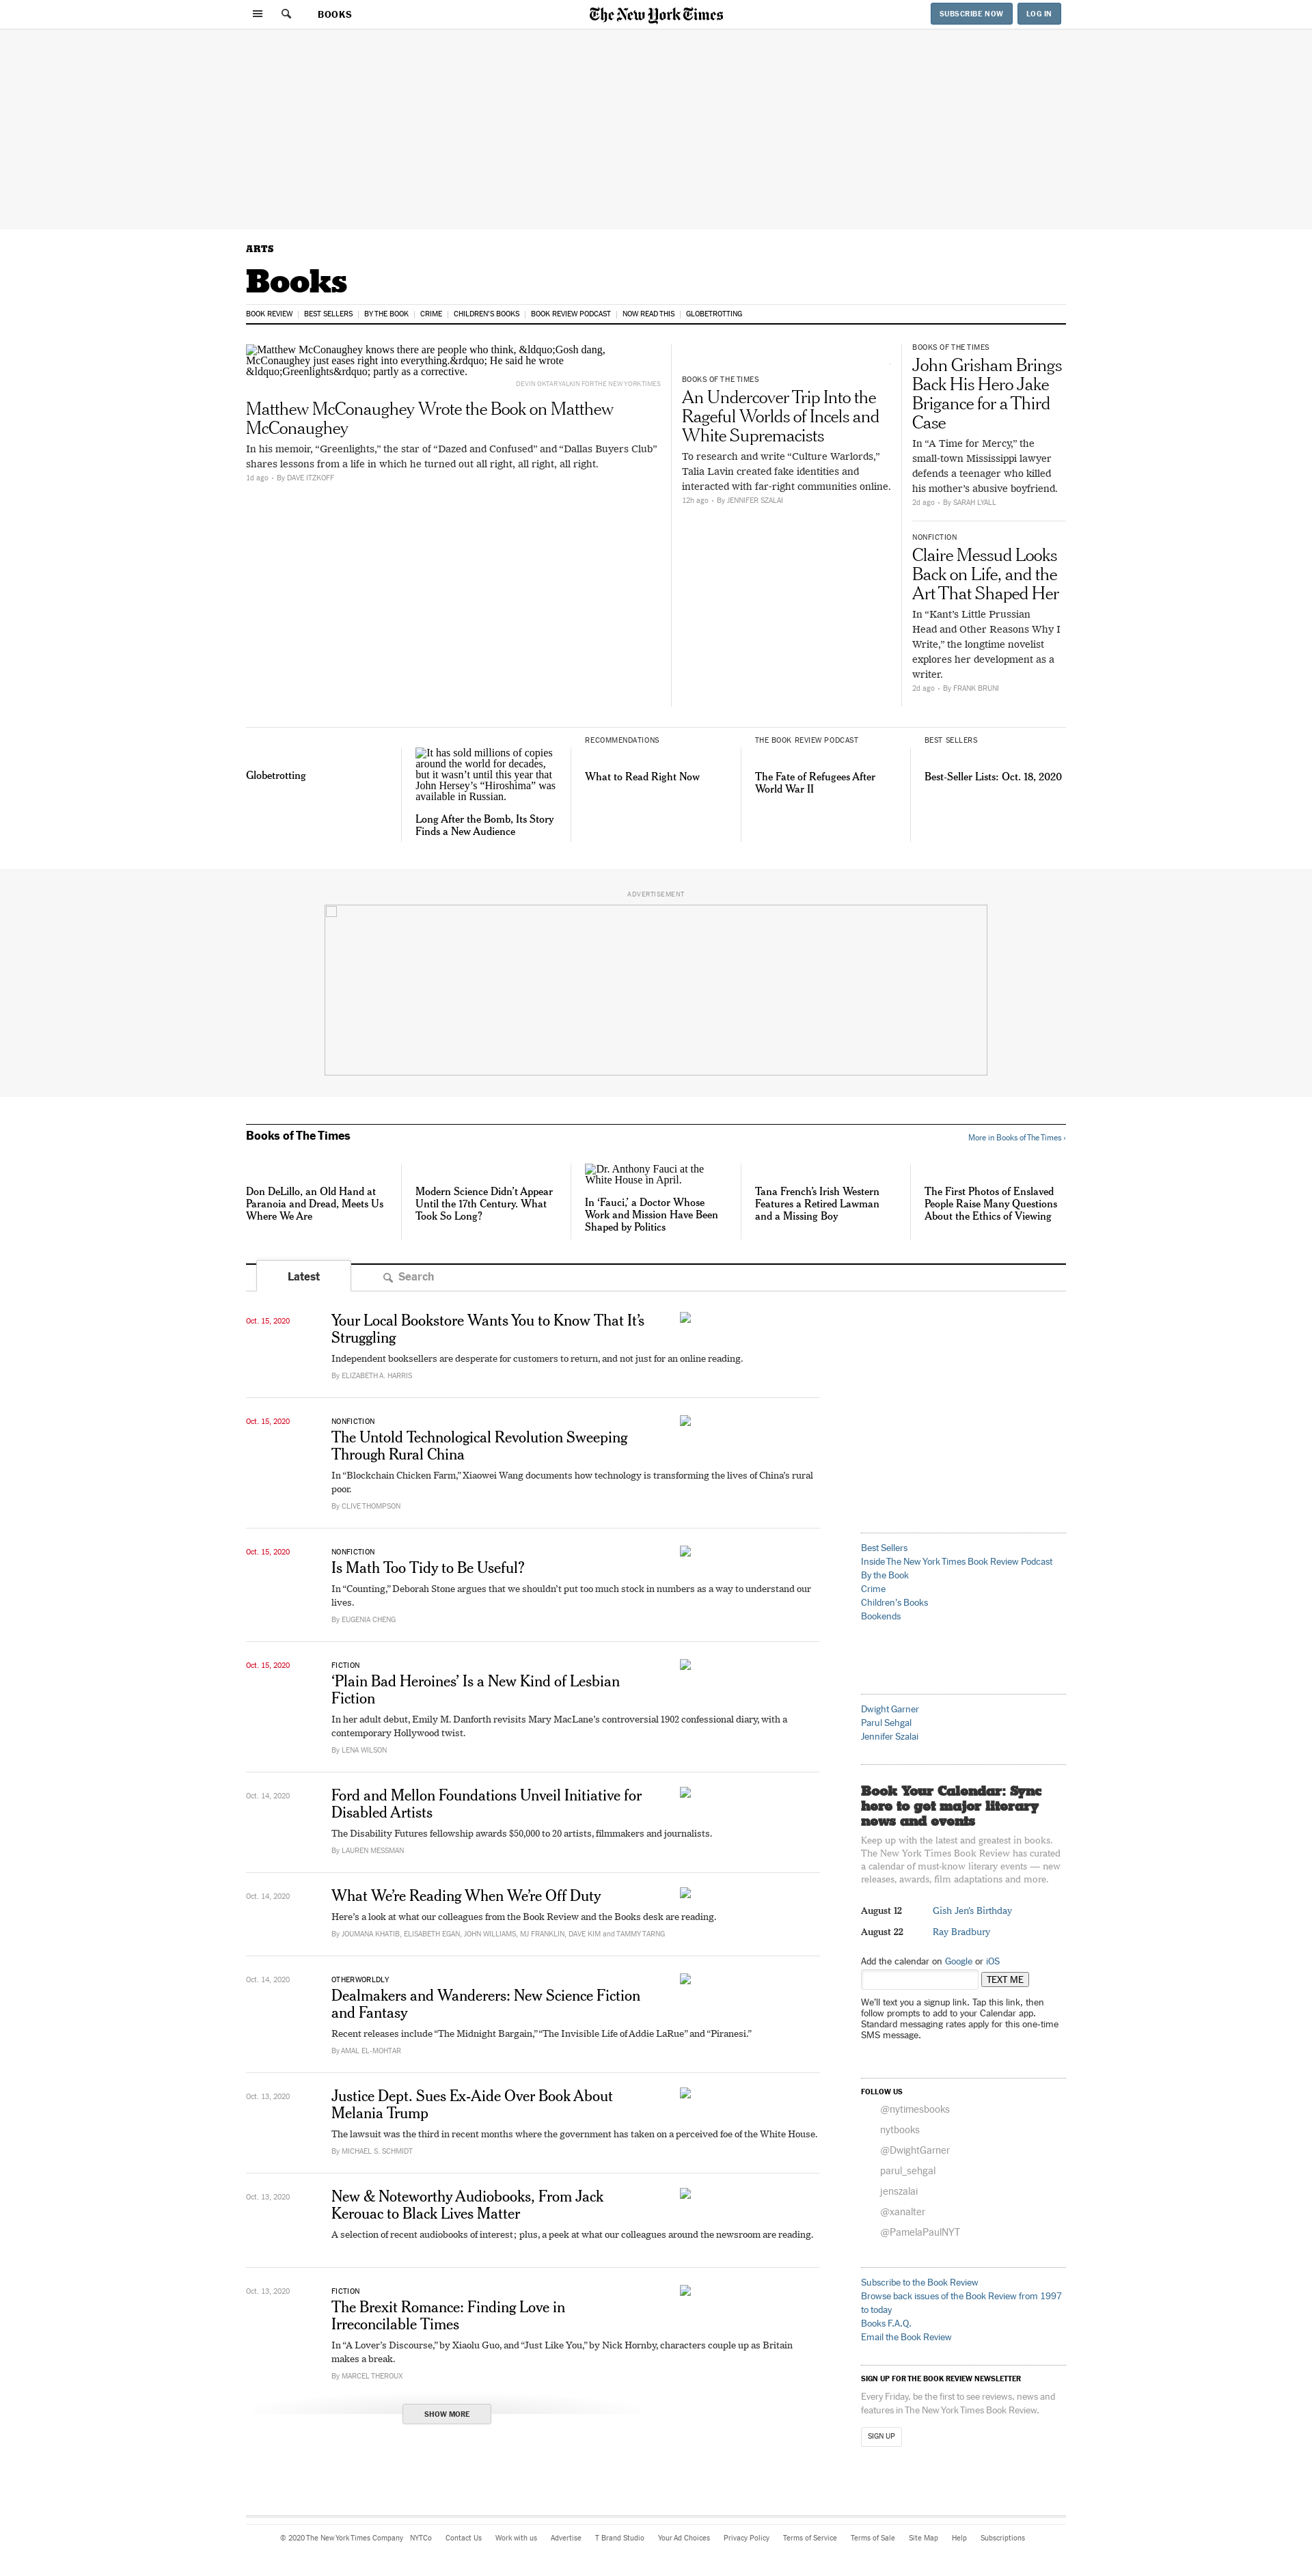 BOOKS
The New York Times
SUBSCRIBE NOW
LOG IN
ARTS
Books
BOOK REVIEW
BEST SELLERS
BY THE BOOK
CRIME
CHILDREN'S BOOKS
BOOK REVIEW PODCAST
NOW READ THIS
GLOBETROTTING
Matthew McConaughey knows there are people who think, &ldquo;Gosh dang,
McConaughey just eases right into everything.&rdquo; He said he wrote
&ldquo;Greenlights&rdquo; partly as a corrective.
DEVIN OKTAR YALKIN FOR THE NEW YORK TIMES
Matthew McConaughey Wrote the Book on Matthew
McConaughey
In his memoir, “Greenlights,” the star of “Dazed and Confused” and “Dallas Buyers Club”
shares lessons from a life in which he turned out all right, all right, all right.
1d ago · By DAVE ITZKOFF
BOOKS OF THE TIMES
An Undercover Trip Into the
Rageful Worlds of Incels and
White Supremacists
To research and write “Culture Warlords,”
Talia Lavin created fake identities and
interacted with far-right communities online.
12h ago · By JENNIFER SZALAI
BOOKS OF THE TIMES
John Grisham Brings
Back His Hero Jake
Brigance for a Third
Case
In “A Time for Mercy,” the
small-town Mississippi lawyer
defends a teenager who killed
his mother’s abusive boyfriend.
2d ago · By SARAH LYALL
NONFICTION
Claire Messud Looks
Back on Life, and the
Art That Shaped Her
In “Kant’s Little Prussian
Head and Other Reasons Why I
Write,” the longtime novelist
explores her development as a
writer.
2d ago · By FRANK BRUNI
Globetrotting
It has sold millions of copies
around the world for decades,
but it wasn’t until this year that
John Hersey’s “Hiroshima” was
available in Russian.
Long After the Bomb, Its Story
Finds a New Audience
RECOMMENDATIONS
What to Read Right Now
THE BOOK REVIEW PODCAST
The Fate of Refugees After
World War II
BEST SELLERS
Best-Seller Lists: Oct. 18, 2020
ADVERTISEMENT
Books of The Times
More in Books of The Times ›
Don DeLillo, an Old Hand at
Paranoia and Dread, Meets Us
Where We Are
Modern Science Didn’t Appear
Until the 17th Century. What
Took So Long?
Dr. Anthony Fauci at the
White House in April.
In ‘Fauci,’ a Doctor Whose
Work and Mission Have Been
Shaped by Politics
Tana French’s Irish Western
Features a Retired Lawman
and a Missing Boy
The First Photos of Enslaved
People Raise Many Questions
About the Ethics of Viewing
Latest
Search
Oct. 15, 2020
Your Local Bookstore Wants You to Know That It’s
Struggling
Independent booksellers are desperate for customers to return, and not just for an online reading.
By ELIZABETH A. HARRIS
Oct. 15, 2020
NONFICTION
The Untold Technological Revolution Sweeping
Through Rural China
In “Blockchain Chicken Farm,” Xiaowei Wang documents how technology is transforming the lives of China’s rural
poor.
By CLIVE THOMPSON
Oct. 15, 2020
NONFICTION
Is Math Too Tidy to Be Useful?
In “Counting,” Deborah Stone argues that we shouldn’t put too much stock in numbers as a way to understand our
lives.
By EUGENIA CHENG
Oct. 15, 2020
FICTION
‘Plain Bad Heroines’ Is a New Kind of Lesbian
Fiction
In her adult debut, Emily M. Danforth revisits Mary MacLane’s controversial 1902 confessional diary, with a
contemporary Hollywood twist.
By LENA WILSON
Oct. 14, 2020
Ford and Mellon Foundations Unveil Initiative for
Disabled Artists
The Disability Futures fellowship awards $50,000 to 20 artists, filmmakers and journalists.
By LAUREN MESSMAN
Oct. 14, 2020
What We’re Reading When We’re Off Duty
Here’s a look at what our colleagues from the Book Review and the Books desk are reading.
By JOUMANA KHATIB, ELISABETH EGAN, JOHN WILLIAMS, MJ FRANKLIN, DAVE KIM and TAMMY TARNG
Oct. 14, 2020
OTHERWORLDLY
Dealmakers and Wanderers: New Science Fiction
and Fantasy
Recent releases include “The Midnight Bargain,” “The Invisible Life of Addie LaRue” and “Piranesi.”
By AMAL EL-MOHTAR
Oct. 13, 2020
Justice Dept. Sues Ex-Aide Over Book About
Melania Trump
The lawsuit was the third in recent months where the government has taken on a perceived foe of the White House.
By MICHAEL S. SCHMIDT
Oct. 13, 2020
New & Noteworthy Audiobooks, From Jack
Kerouac to Black Lives Matter
A selection of recent audiobooks of interest; plus, a peek at what our colleagues around the newsroom are reading.
Oct. 13, 2020
FICTION
The Brexit Romance: Finding Love in
Irreconcilable Times
In “A Lover’s Discourse,” by Xiaolu Guo, and “Just Like You,” by Nick Hornby, characters couple up as Britain
makes a break.
By MARCEL THEROUX
SHOW MORE
Best Sellers
Inside The New York Times Book Review Podcast
By the Book
Crime
Children’s Books
Bookends
Dwight Garner
Parul Sehgal
Jennifer Szalai
Book Your Calendar: Sync
here to get major literary
news and events
Keep up with the latest and greatest in books.
The New York Times Book Review has curated
a calendar of must-know literary events — new
releases, awards, film adaptations and more.
August 12
Gish Jen's Birthday
August 22
Ray Bradbury
Add the calendar on Google or iOS
TEXT ME
We’ll text you a signup link. Tap this link, then
follow prompts to add to your Calendar app.
Standard messaging rates apply for this one-time
SMS message.
FOLLOW US
@nytimesbooks
nytbooks
@DwightGarner
parul_sehgal
jenszalai
@xanalter
@PamelaPaulNYT
Subscribe to the Book Review
Browse back issues of the Book Review from 1997
to today
Books F.A.Q.
Email the Book Review
SIGN UP FOR THE BOOK REVIEW NEWSLETTER
Every Friday, be the first to see reviews, news and
features in The New York Times Book Review.
SIGN UP
© 2020 The New York Times Company
NYTCo
Contact Us
Work with us
Advertise
T Brand Studio
Your Ad Choices
Privacy Policy
Terms of Service
Terms of Sale
Site Map
Help
Subscriptions